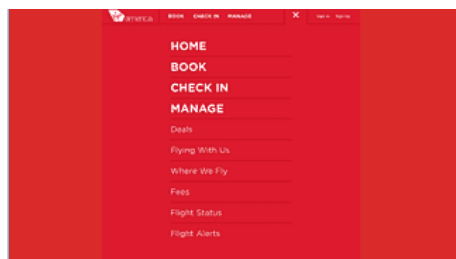 america BOOK CHECK IN MANAGE X Sign In Sign Up
HOME
BOOK
CHECK IN
MANAGE
Deals
Flying With Us
Where We Fly
Fees
Flight Status
Flight Alerts